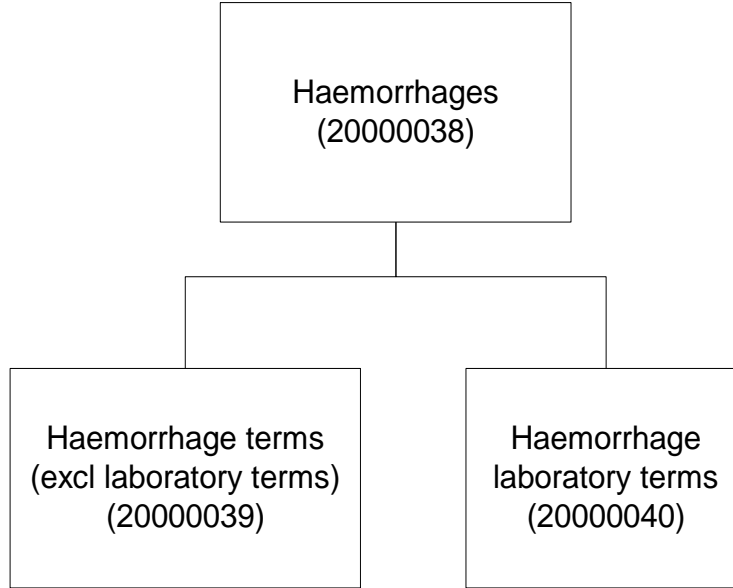 Haemorrhages
(20000038)
Haemorrhage terms
(excl laboratory terms)
(20000039)
Haemorrhage
laboratory terms
(20000040)